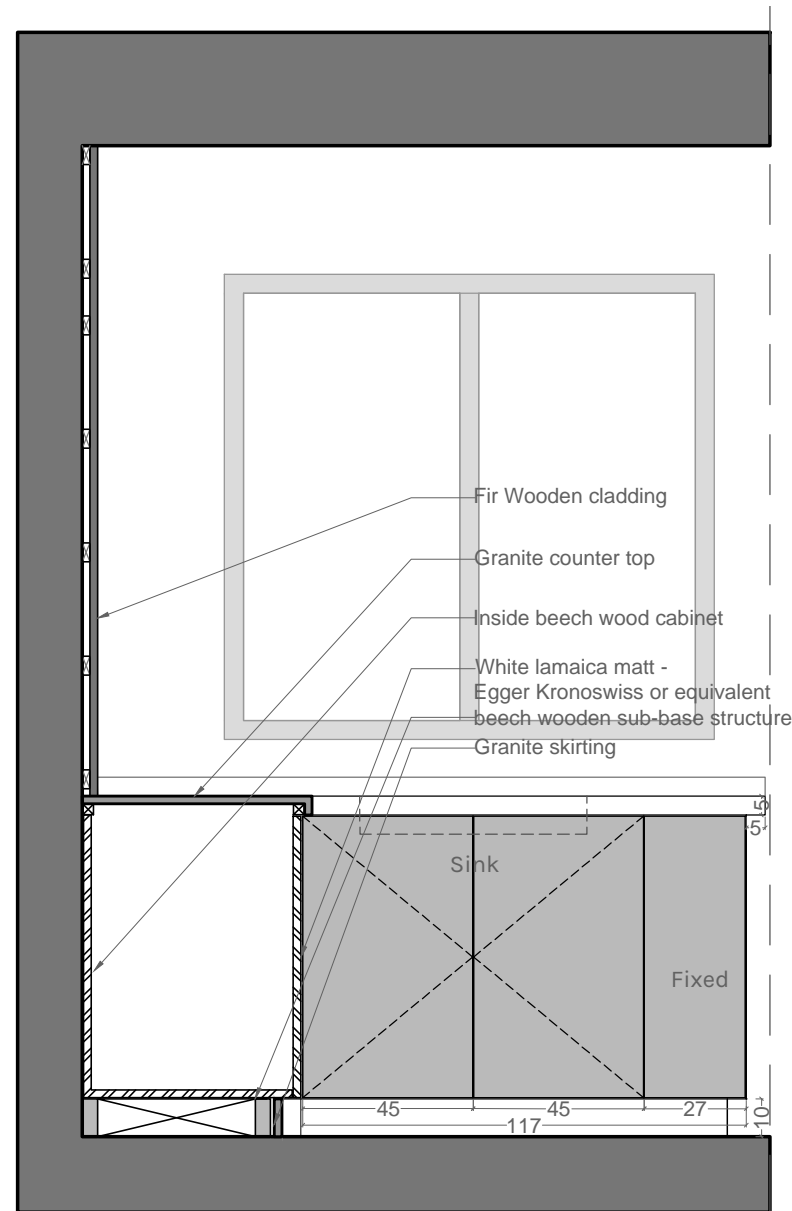 Fir Wooden cladding
Granite counter top
Inside beech wood cabinet
White lamaica matt -
Egger Kronoswiss or equivalent
beech wooden sub-base structure
Granite skirting
5
5
Sink
Fixed
45
45
27
117
10